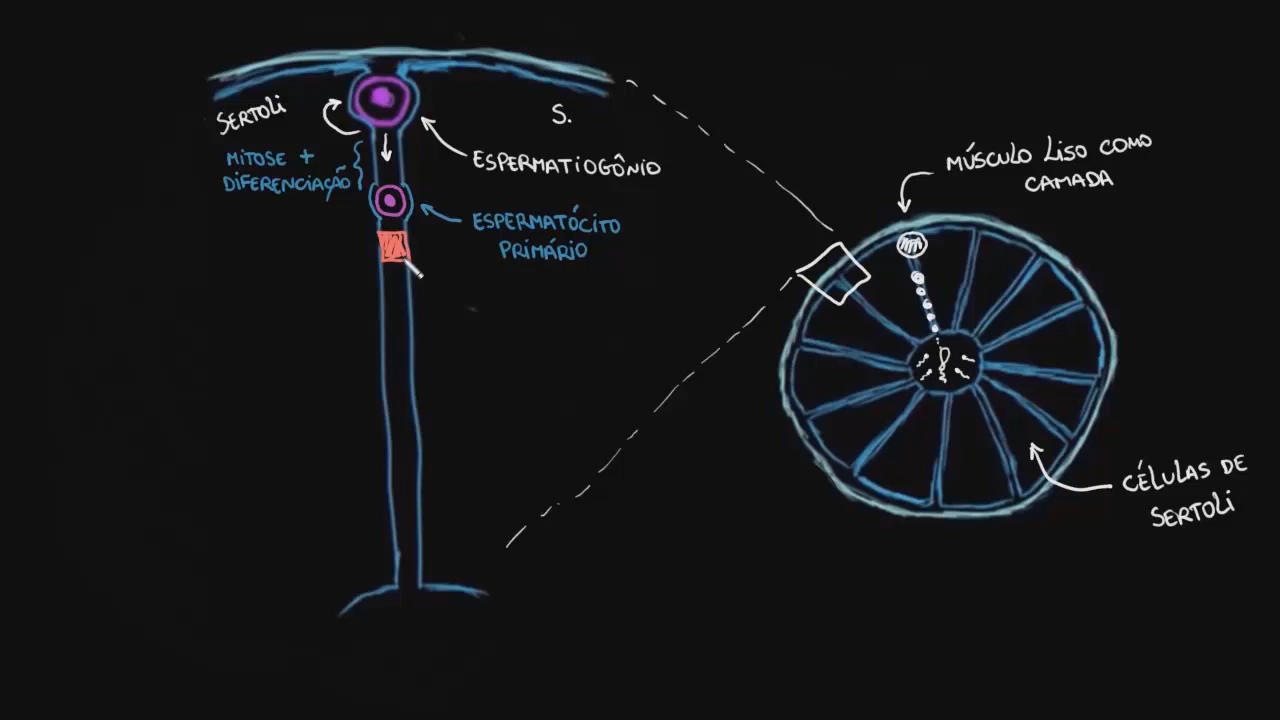 SERTOLI
S.
MITOSE +
DIFERENCIAÇÃO
ESPERMATIOGÔNIO
ESPERMATÓCITO
PRIMÁRIO
MÚSCULO LISO COMO
CAMADA
CÉLULAS DE
SERTOLI